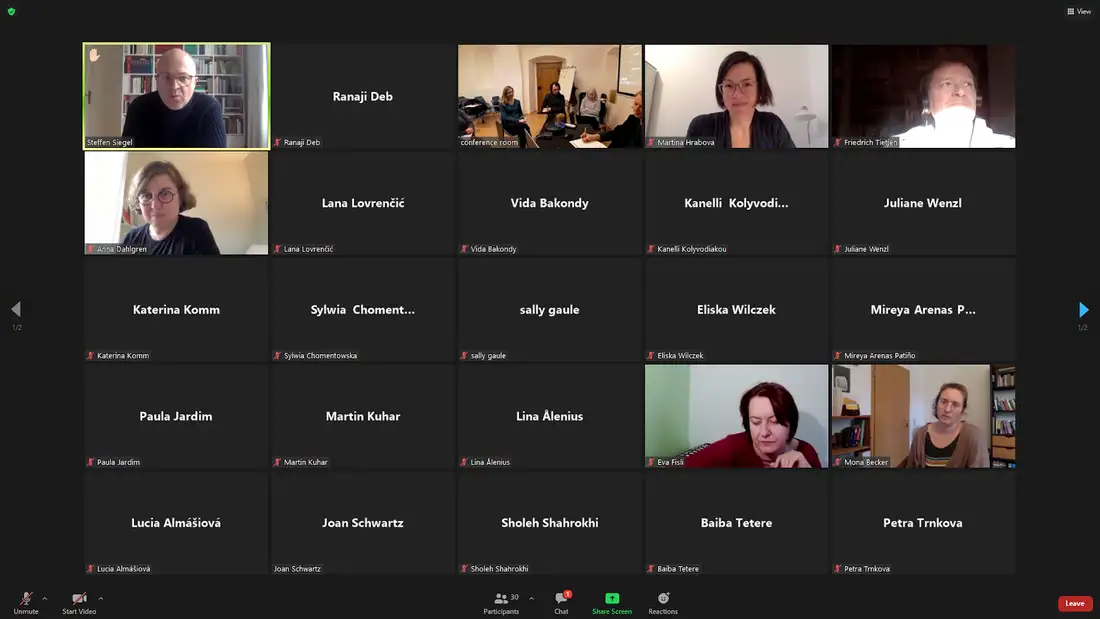 View
Steffen Siegel
Ranaji Deb
Ranaji Deb
conference room
Martina Hrabova
Friedrich Tietjen
Anna Dahlgren
Lana Lovrenčić
Lana Lovrenčić
Vida Bakondy
Vida Bakondy
Kanelli Kolyvodi...
Kanelli Kolyvodiakou
Juliane Wenzl
Juliane Wenzl
Katerina Komm
Katerina Komm
Sylwia Choment...
Sylwia Chomentowska
sally gaule
sally gaule
Eliska Wilczek
Eliska Wilczek
Mireya Arenas P...
Mireya Arenas Patiño
1/2
1/2
Paula Jardim
Paula Jardim
Martin Kuhar
Martin Kuhar
Lina Ålenius
Lina Ålenius
Eva Fisli
Mona Becker
Lucia Almášiová
Lucia Almášiová
Joan Schwartz
Joan Schwartz
Sholeh Shahrokhi
Sholeh Shahrokhi
Baiba Tetere
Baiba Tetere
Petra Trnkova
Petra Trnkova
Unmute
Start Video
Participants
30
Chat
1
Share Screen
Reactions
Leave